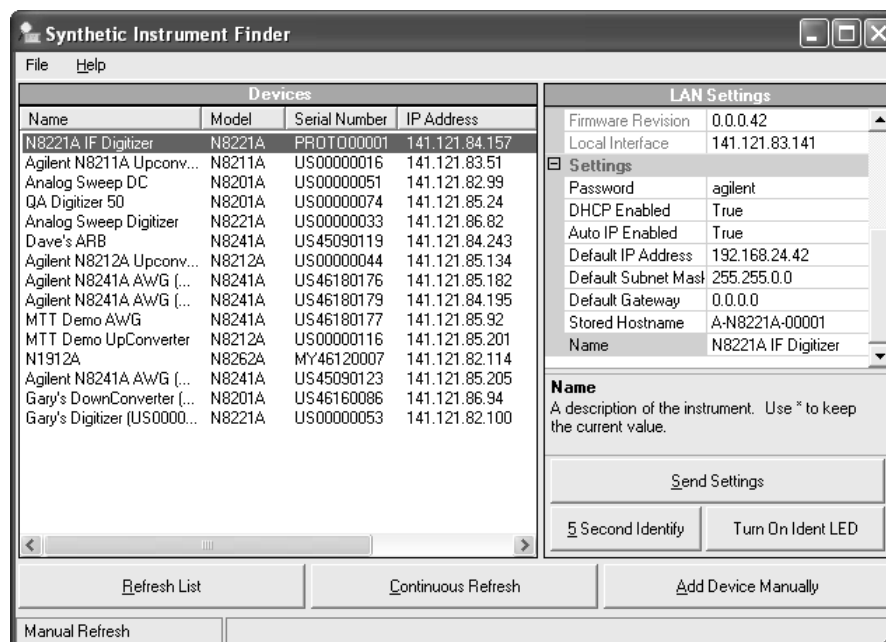 Synthetic Instrument Finder
File Help
Devices
Name Model Serial Number IP Address
N8221A IF Digitizer N8221A PROTO00001 141.121.84.157
Agilent N8211A Upconv... N8211A US00000016 141.121.83.51
Analog Sweep DC N8201A US00000051 141.121.82.99
QA Digitizer 50 N8201A US00000074 141.121.85.24
Analog Sweep Digitizer N8221A US00000033 141.121.86.82
Dave's ARB N8241A US45090119 141.121.84.243
Agilent N8212A Upconv... N8212A US00000044 141.121.85.134
Agilent N8241A AWG (... N8241A US46180176 141.121.85.182
Agilent N8241A AWG (... N8241A US46180179 141.121.84.195
MTT Demo AWG N8241A US46180177 141.121.85.92
MTT Demo UpConverter N8212A US00000116 141.121.85.201
N1912A N8262A MY46120007 141.121.82.114
Agilent N8241A AWG (... N8241A US45090123 141.121.85.205
Gary's DownConverter (... N8201A US46160086 141.121.86.94
Gary's Digitizer (US0000... N8221A US00000053 141.121.82.100
LAN Settings
Firmware Revision 0.0.0.42
Local Interface 141.121.83.141
Settings
Password agilent
DHCP Enabled True
Auto IP Enabled True
Default IP Address 192.168.24.42
Default Subnet Mask 255.255.0.0
Default Gateway 0.0.0.0
Stored Hostname A-N8221A-00001
Name N8221A IF Digitizer
Name
A description of the instrument. Use * to keep
the current value.
Send Settings
5 Second Identify Turn On Ident LED
Refresh List Continuous Refresh Add Device Manually
Manual Refresh